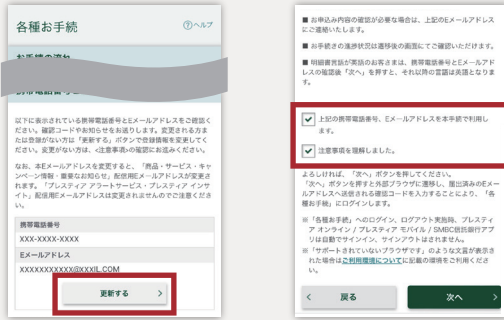 各種お手続
ヘルプ
お手続の流れ
以下に表示されている携帯電話番号とEメールアドレスをご確認く
ださい。確認コードやお知らせをお送りします。変更される方ま
たは登録がない方は「更新する」ボタンで登録情報を変更してく
ださい。変更がない方は、<注意事項>の確認にお進みください。
なお、本Eメールアドレスを変更すると、「商品・サービス・キャ
ンペーン情報・重要なお知らせ」配信用Eメールアドレスが変更さ
れます。「プレスティア アラートサービス・プレスティア インサ
イト」配信用Eメールアドレスは変更されませんのでご注意くださ
い。
携帯電話番号
XXX-XXXX-XXXX
Eメールアドレス
XXXXXXXXXXX@XXXIL.COM
更新する >
■ お申込み内容の確認が必要な場合は、上記のEメールアドレス
にご連絡いたします。
■ お手続きの進捗状況は遷移後の画面にてご確認いただけます。
■ 明細書言語が英語のお客さまは、携帯電話番号とEメールアド
レスの確認後「次へ」を押すと、それ以降の言語は英語となりま
す。
上記の携帯電話番号、Eメールアドレスを本手続で利用し
ます。
注意事項を理解しました。
よろしければ、「次へ」ボタンを押してください。
「次へ」ボタンを押すと外部ブラウザに遷移し、届出済みのEメー
ルアドレスへ送信される確認コードを入力することにより、「各
種お手続」にログインします。
※「各種お手続」へのログイン、ログアウト実施時、プレスティ
ア オンライン / プレスティア モバイル / SMBC信託銀行アプ
リは自動でサインイン、サインアウトはされません。
※「サポートされていないブラウザです」のような文言が表示さ
れた場合はご利用環境についてに記載の環境をご利用くださ
い。
< 戻る
次へ >